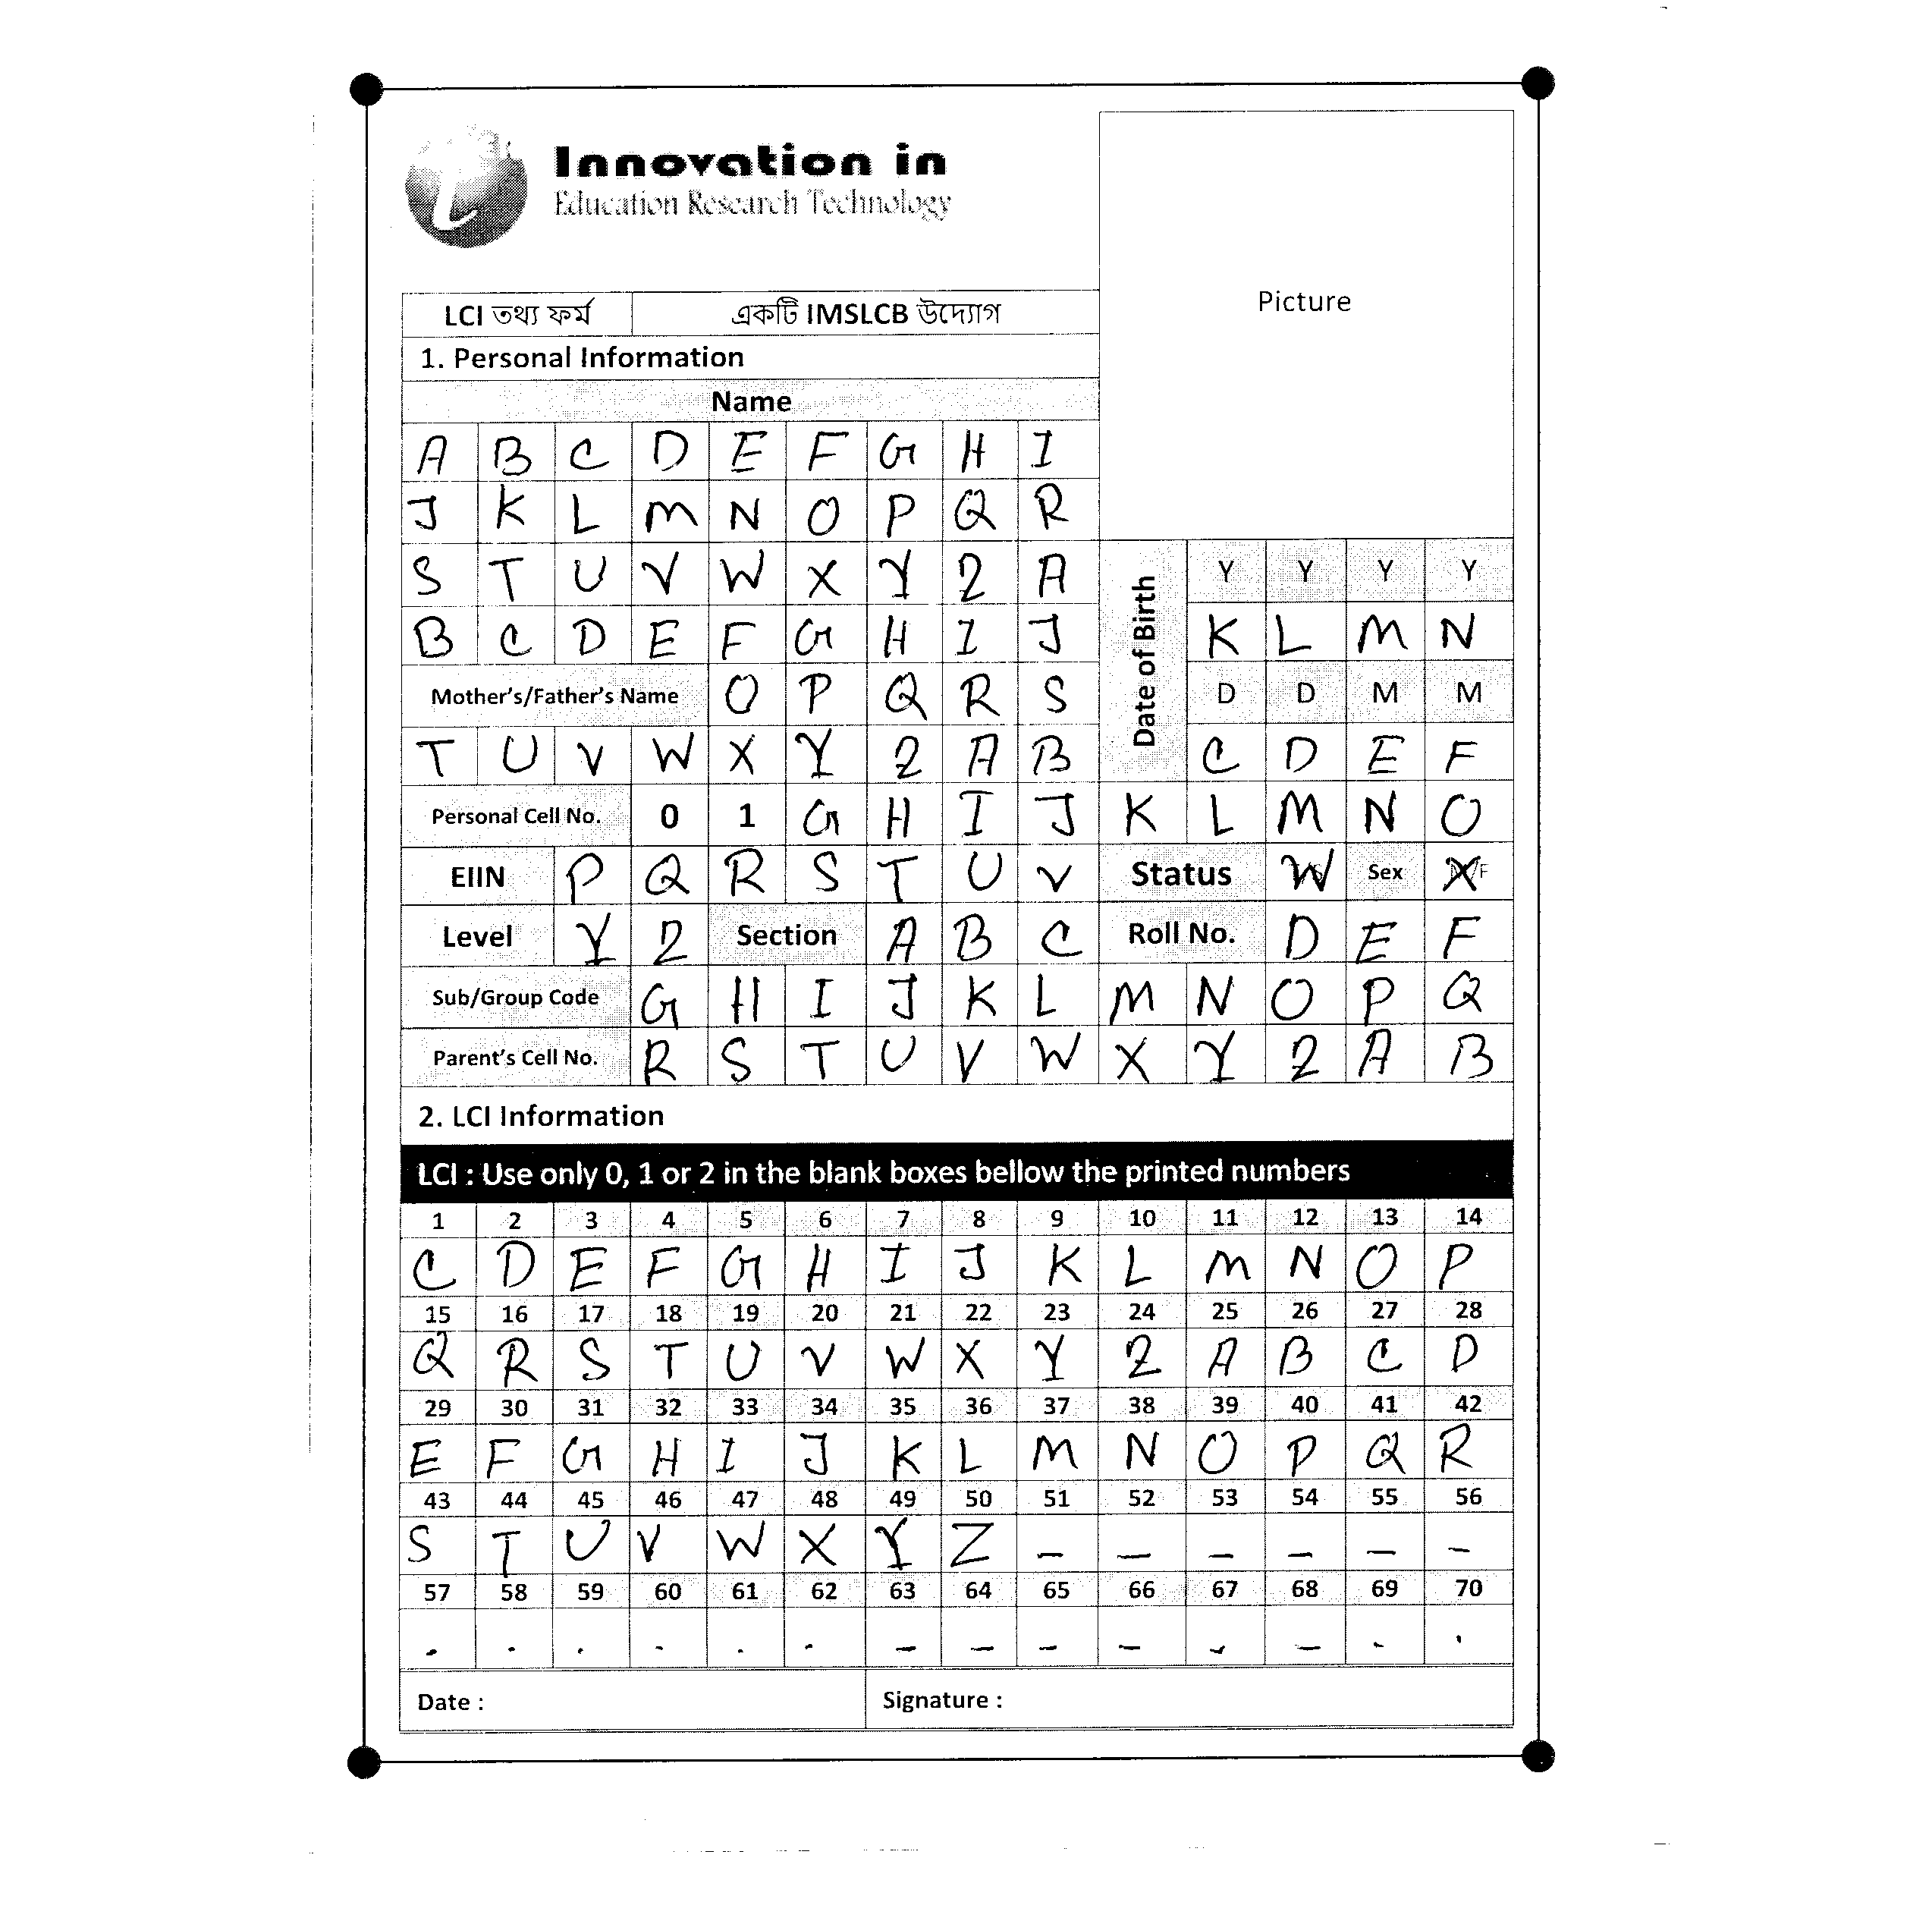 Innovation in
Education Research Technology
Picture
LCI তথ্য ফর্ম একটি IMSLCB উদ্যোগ
1. Personal Information
Name
A B C D E F G H I
J K L M N O P Q R
S T U V W X Y Z A
Date of Birth Y Y Y Y
B C D E F G H I J K L M N
Mother's/Father's Name O P Q R S D D M M
T U V W X Y Z A B C D E F
Personal Cell No. 0 1 G H I J K L M N O
EIIN P Q R S T U V Status W Sex X
Level Y Z Section A B C Roll No. D E F
Sub/Group Code G H I J K L M N O P Q
Parent's Cell No. R S T U V W X Y Z A B
2. LCI Information
LCI : Use only 0, 1 or 2 in the blank boxes bellow the printed numbers
1 2 3 4 5 6 7 8 9 10 11 12 13 14
C D E F G H I J K L M N O P
15 16 17 18 19 20 21 22 23 24 25 26 27 28
Q R S T U V W X Y Z A B C D
29 30 31 32 33 34 35 36 37 38 39 40 41 42
E F G H I J K L M N O P Q R
43 44 45 46 47 48 49 50 51 52 53 54 55 56
S T U V W X Y Z - - - - - -
57 58 59 60 61 62 63 64 65 66 67 68 69 70
. . . - . . - - - - - - - .
Date : Signature :